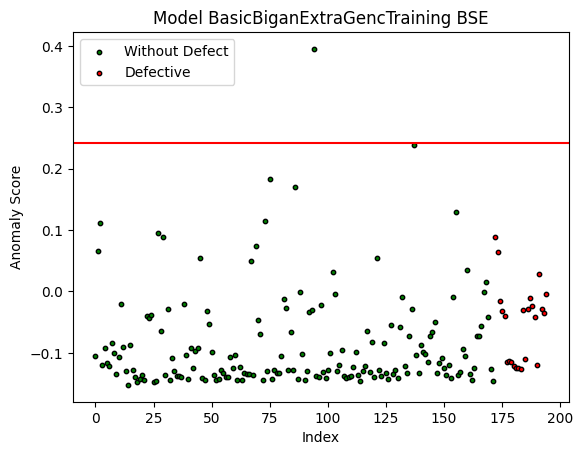 Model BasicBiganExtraGencTraining BSE
Without Defect
Defective
Anomaly Score
0.4
0.3
0.2
0.1
0.0
−0.1
0 25 50 75 100 125 150 175 200
Index